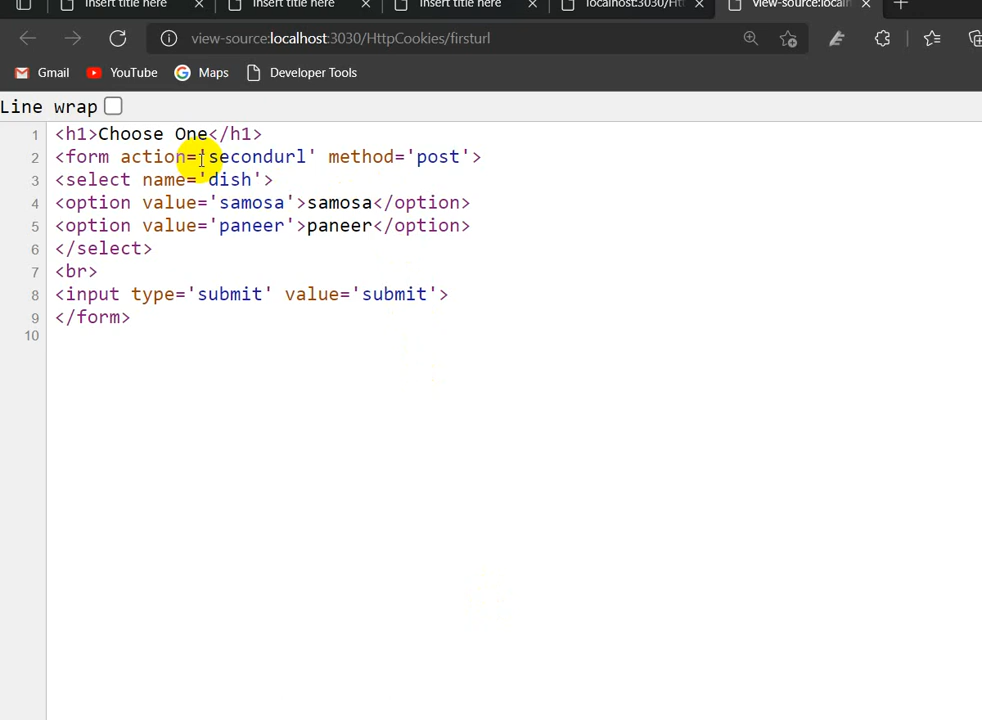 Insert title here Insert title here Insert title here localhost:3030/Ht view-source:localh
view-source:localhost:3030/HttpCookies/firsturl
Gmail YouTube Maps Developer Tools
Line wrap
1 <h1>Choose One</h1>
2 <form action='secondurl' method='post'>
3 <select name='dish'>
4 <option value='samosa'>samosa</option>
5 <option value='paneer'>paneer</option>
6 </select>
7 <br>
8 <input type='submit' value='submit'>
9 </form>
10